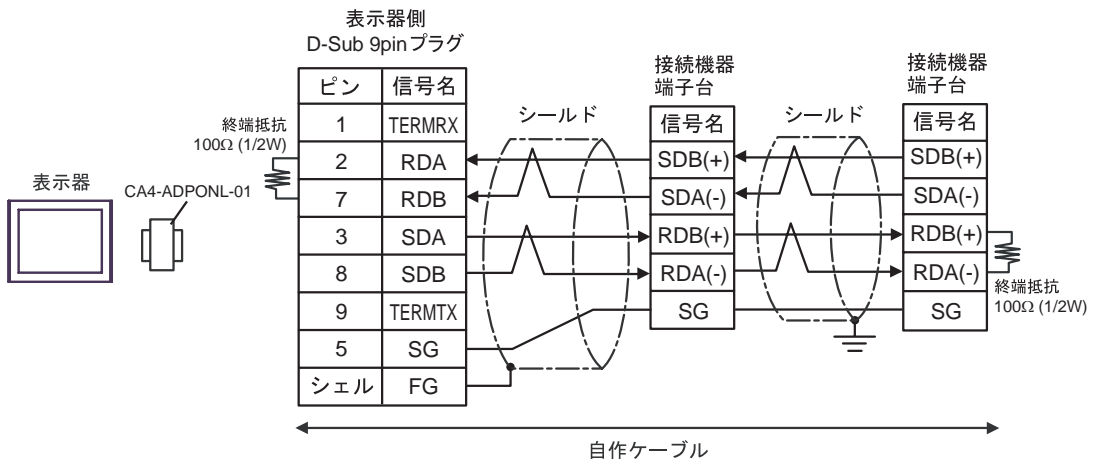 表示器側
D-Sub 9pinプラグ
ピン 信号名
1 TERMRX
2 RDA
7 RDB
3 SDA
8 SDB
9 TERMTX
5 SG
シェル FG
終端抵抗
100Ω (1/2W)
表示器
CA4-ADPONL-01
シールド
接続機器
端子台
信号名
SDB(+)
SDA(-)
RDB(+)
RDA(-)
SG
シールド
接続機器
端子台
信号名
SDB(+)
SDA(-)
RDB(+)
RDA(-)
SG
終端抵抗
100Ω (1/2W)
自作ケーブル